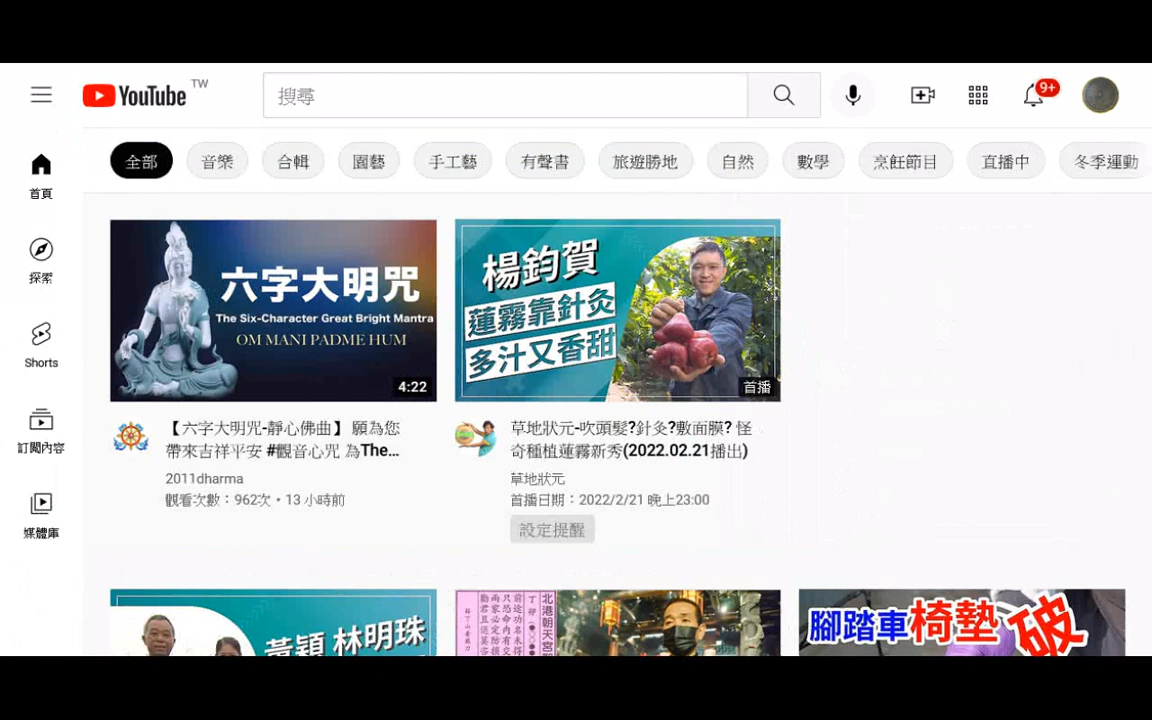 YouTube TW
搜尋
9+
全部 音樂 合輯 園藝 手工藝 有聲書 旅遊勝地 自然 數學 烹飪節目 直播中 冬季運動
首頁
探索
Shorts
訂閱內容
媒體庫
六字大明咒
The Six-Character Great Bright Mantra
OM MANI PADME HUM
4:22
楊鈞賀
蓮霧靠針灸
多汁又香甜
首播
【六字大明咒-靜心佛曲】願為您
帶來吉祥平安 #觀音心咒 為The...
2011dharma
觀看次數：962次・13 小時前
草地狀元-吹頭髮?針灸?敷面膜? 怪
奇種植蓮霧新秀(2022.02.21播出)
草地狀元
首播日期：2022/2/21 晚上23:00
設定提醒
黃穎 林明珠
北港朝天宮
腳踏車椅墊破